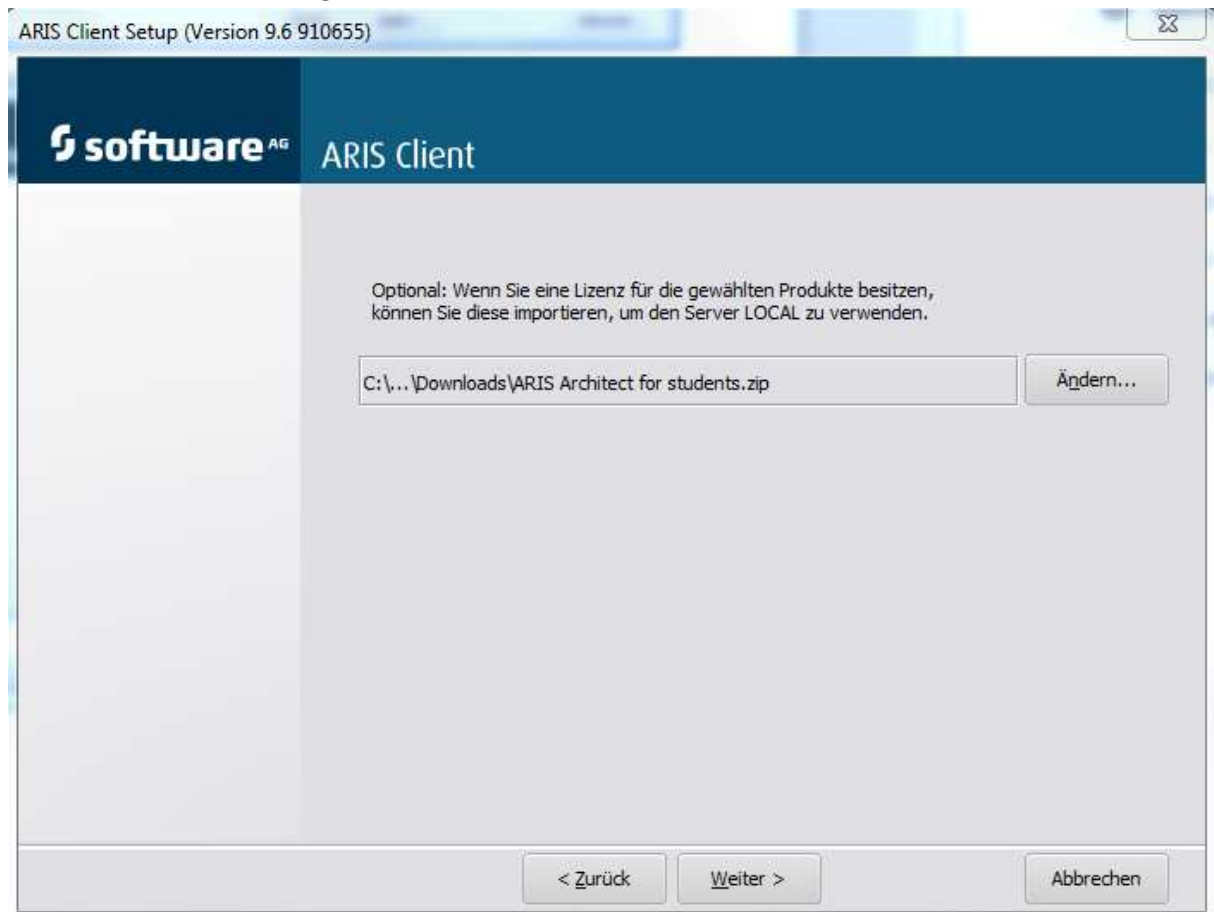 ARIS Client Setup (Version 9.6 910655)
software AG
ARIS Client
Optional: Wenn Sie eine Lizenz für die gewählten Produkte besitzen,
können Sie diese importieren, um den Server LOCAL zu verwenden.
C:\...\Downloads\ARIS Architect for students.zip
Ändern...
< Zurück
Weiter >
Abbrechen